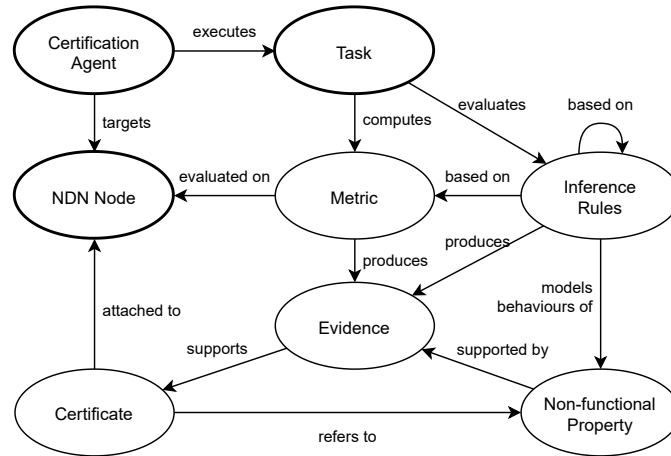 Certification
Agent
executes
Task
targets
computes
evaluates
based on
NDN Node
evaluated on
Metric
based on
Inference
Rules
produces
produces
models
behaviours of
attached to
Evidence
supports
supported by
Certificate
refers to
Non-functional
Property